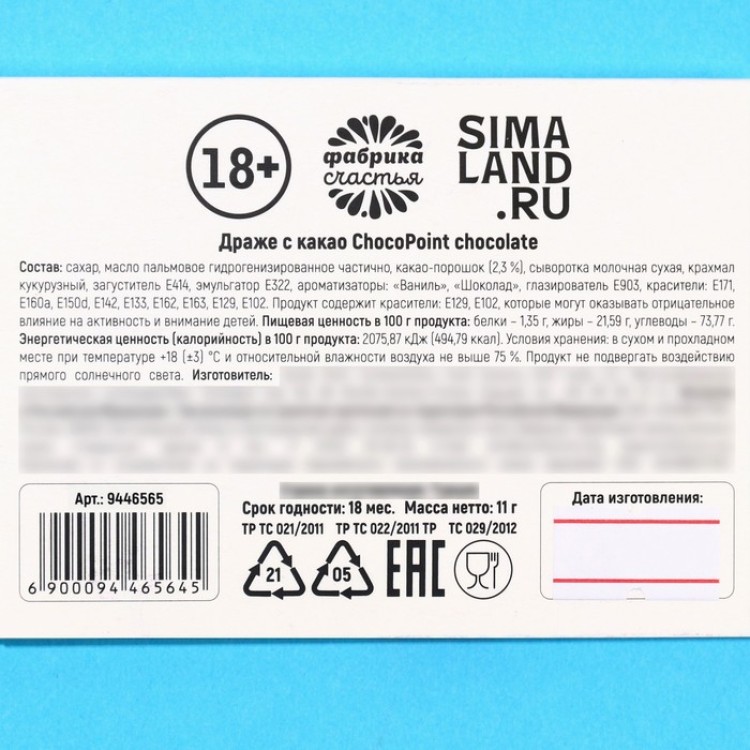 18+
фабрика
счастья
SIMA
LAND
.RU
Драже с какао ChocoPoint chocolate
Состав: сахар, масло пальмовое гидрогенизированное частично, какао-порошок (2,3 %), сыворотка молочная сухая, крахмал
кукурузный, загуститель Е414, эмульгатор Е322, ароматизаторы: «Ваниль», «Шоколад», глазирователь Е903, красители: Е171,
Е160а, Е150d, Е142, Е133, Е162, Е163, Е129, Е102. Продукт содержит красители: Е129, Е102, которые могут оказывать отрицательное
влияние на активность и внимание детей. Пищевая ценность в 100 г продукта: белки – 1,35 г, жиры – 21,59 г, углеводы – 73,77 г.
Энергетическая ценность (калорийность) в 100 г продукта: 2075,87 кДж (494,79 ккал). Условия хранения: в сухом и прохладном
месте при температуре +18 (±3) °С и относительной влажности воздуха не выше 75 %. Продукт не подвергать воздействию
прямого солнечного света. Изготовитель:
Арт.: 9446565
6 900094 465645
Срок годности: 18 мес. Масса нетто: 11 г
ТР ТС 021/2011 ТР ТС 022/2011 ТР ТС 029/2012
21
05
EAC
Дата изготовления: